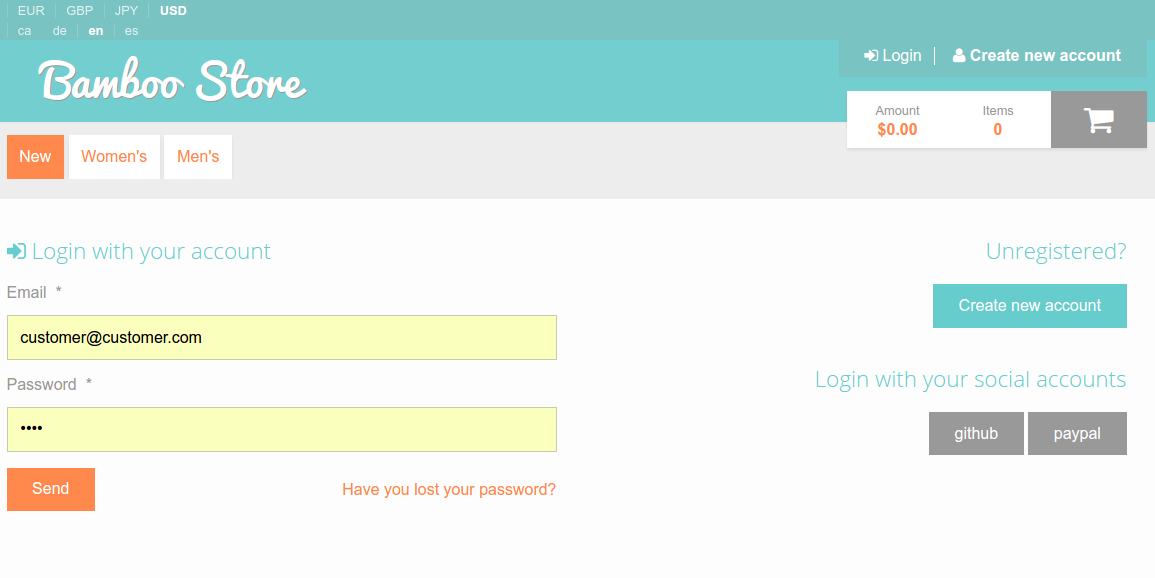 EUR GBP JPY USD
ca de en es
Bamboo Store
Login Create new account
Amount Items
$0.00 0
New Women's Men's
Login with your account
Email *
customer@customer.com
Password *
••••
Send Have you lost your password?
Unregistered?
Create new account
Login with your social accounts
github paypal